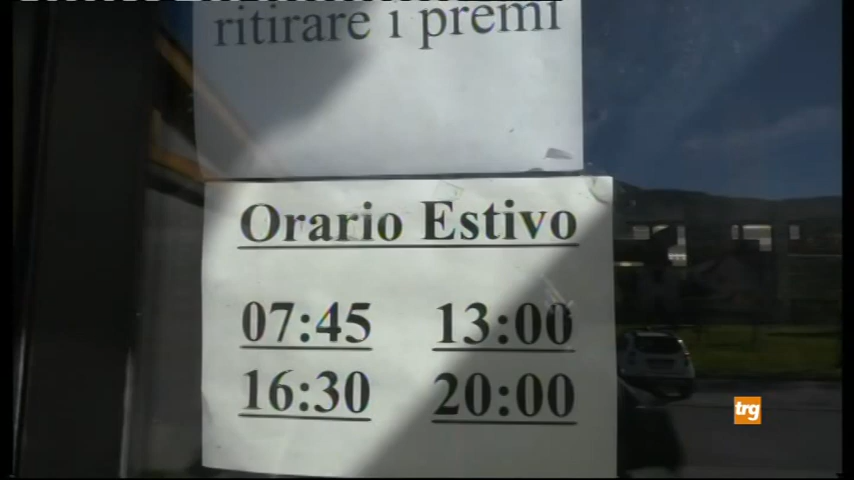 ritirare i premi
Orario Estivo
07:45 13:00
16:30 20:00
trg